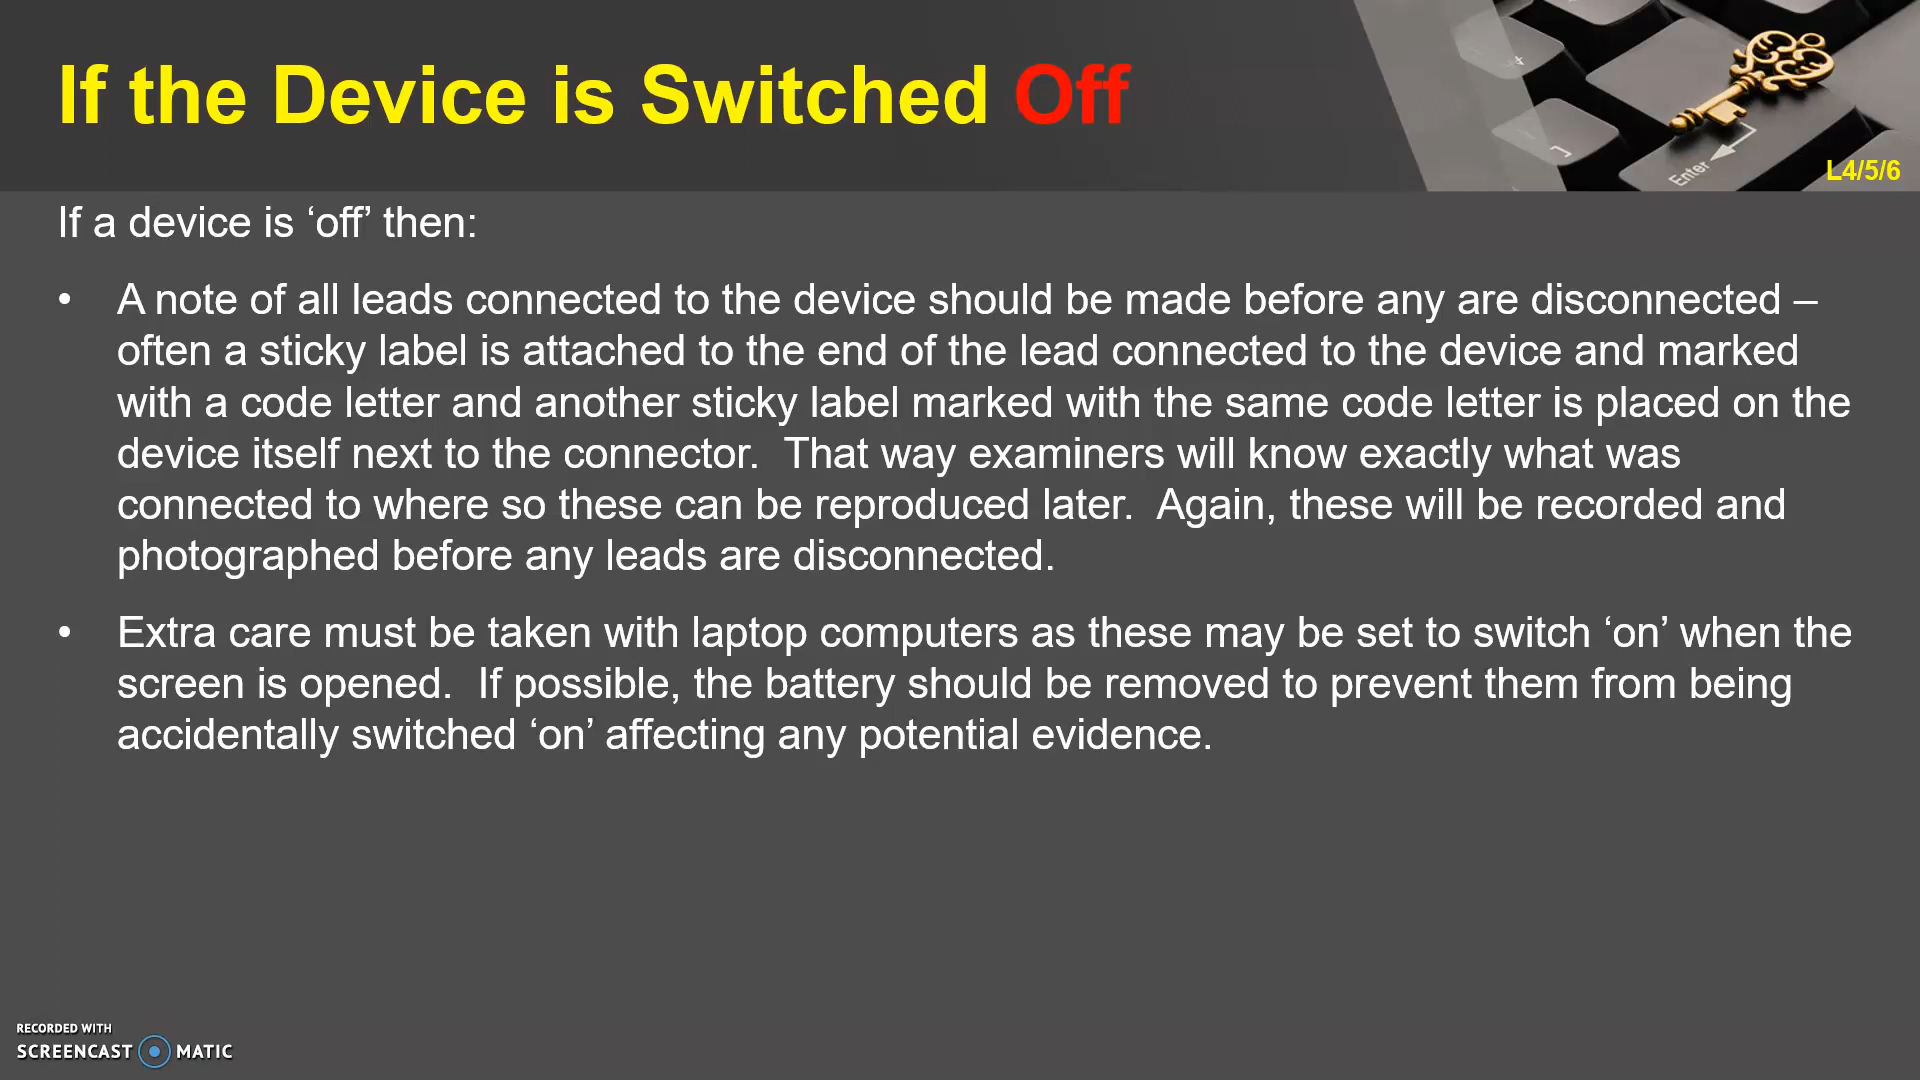 If the Device is Switched Off
Enter
L4/5/6
If a device is ‘off’ then:
• A note of all leads connected to the device should be made before any are disconnected –
often a sticky label is attached to the end of the lead connected to the device and marked
with a code letter and another sticky label marked with the same code letter is placed on the
device itself next to the connector.  That way examiners will know exactly what was
connected to where so these can be reproduced later.  Again, these will be recorded and
photographed before any leads are disconnected.
• Extra care must be taken with laptop computers as these may be set to switch ‘on’ when the
screen is opened.  If possible, the battery should be removed to prevent them from being
accidentally switched ‘on’ affecting any potential evidence.
RECORDED WITH
SCREENCAST MATIC